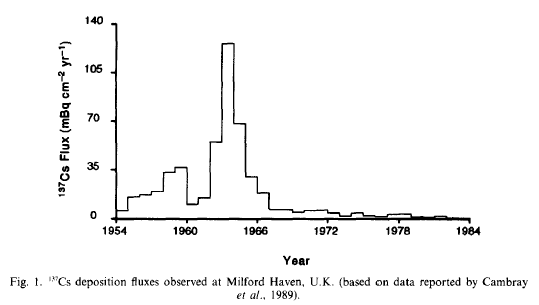 140
105
70
35
0
¹³⁷Cs Flux (mBq cm⁻² yr⁻¹)
1954 1960 1966 1972 1978 1984
Year
Fig. 1. ¹³⁷Cs deposition fluxes observed at Milford Haven, U.K. (based on data reported by Cambray
et al., 1989).